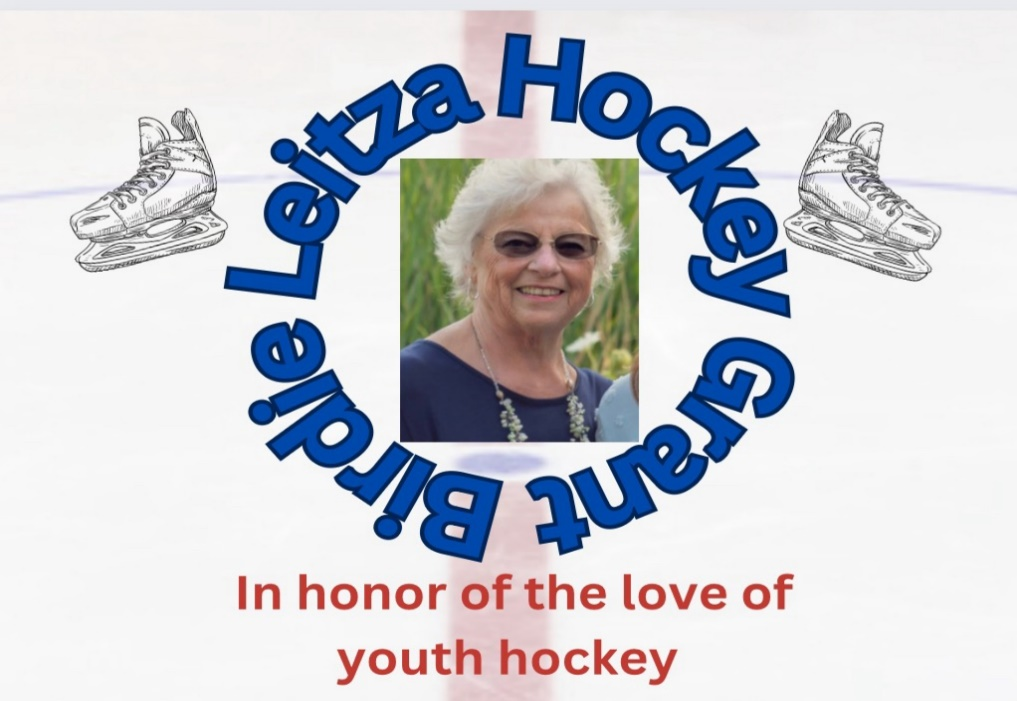 Birdie Leitza Hockey Grant
In honor of the love of
youth hockey